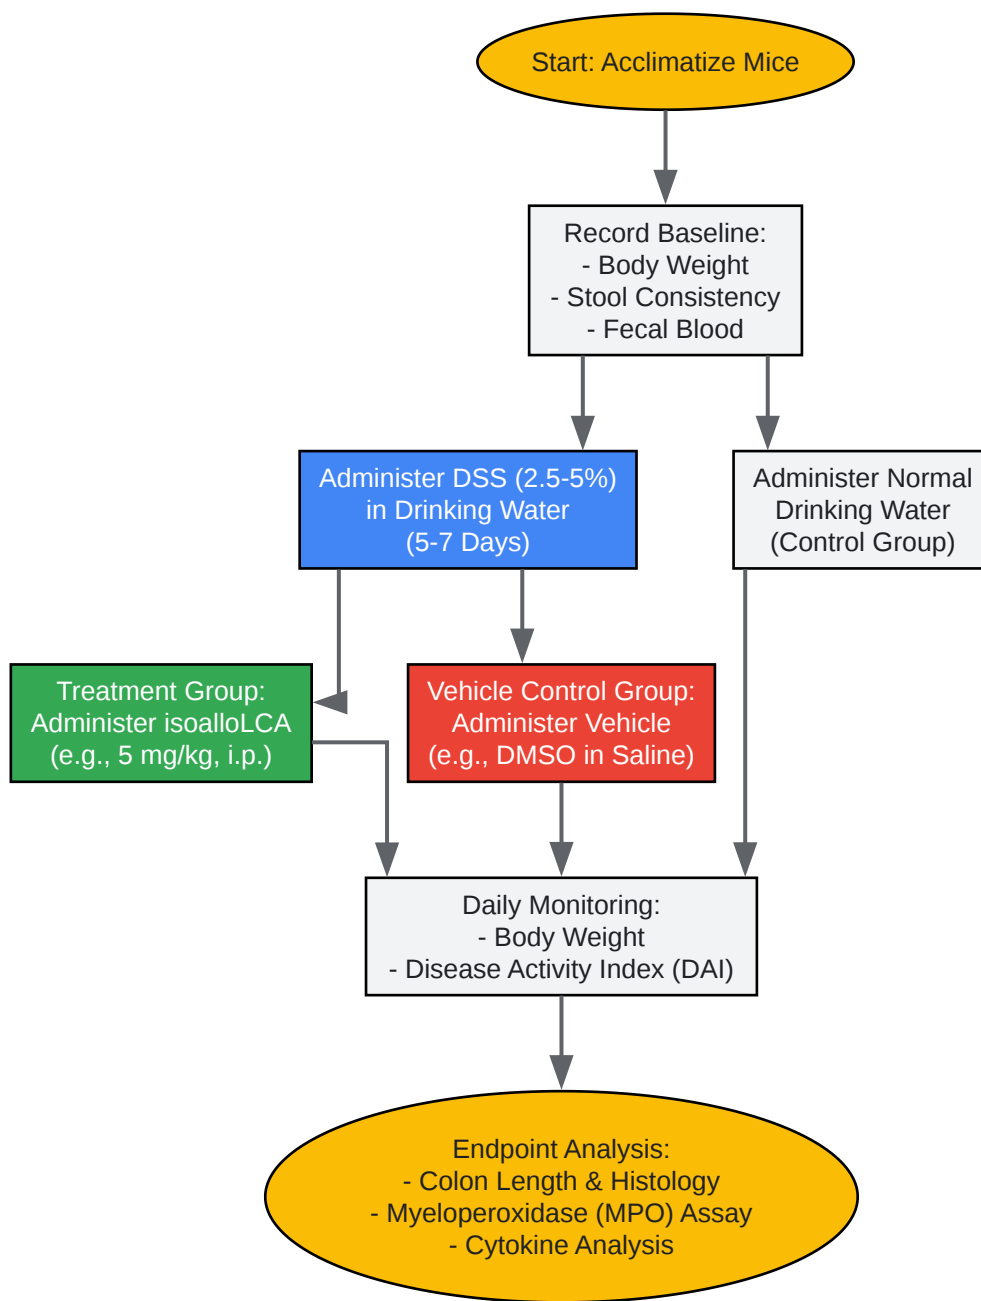 Start: Acclimatize Mice
Record Baseline:
- Body Weight
- Stool Consistency
- Fecal Blood
Administer DSS (2.5-5%)
in Drinking Water
(5-7 Days)
Administer Normal
Drinking Water
(Control Group)
Treatment Group:
Administer isoalloLCA
(e.g., 5 mg/kg, i.p.)
Vehicle Control Group:
Administer Vehicle
(e.g., DMSO in Saline)
Daily Monitoring:
- Body Weight
- Disease Activity Index (DAI)
Endpoint Analysis:
- Colon Length & Histology
- Myeloperoxidase (MPO) Assay
- Cytokine Analysis